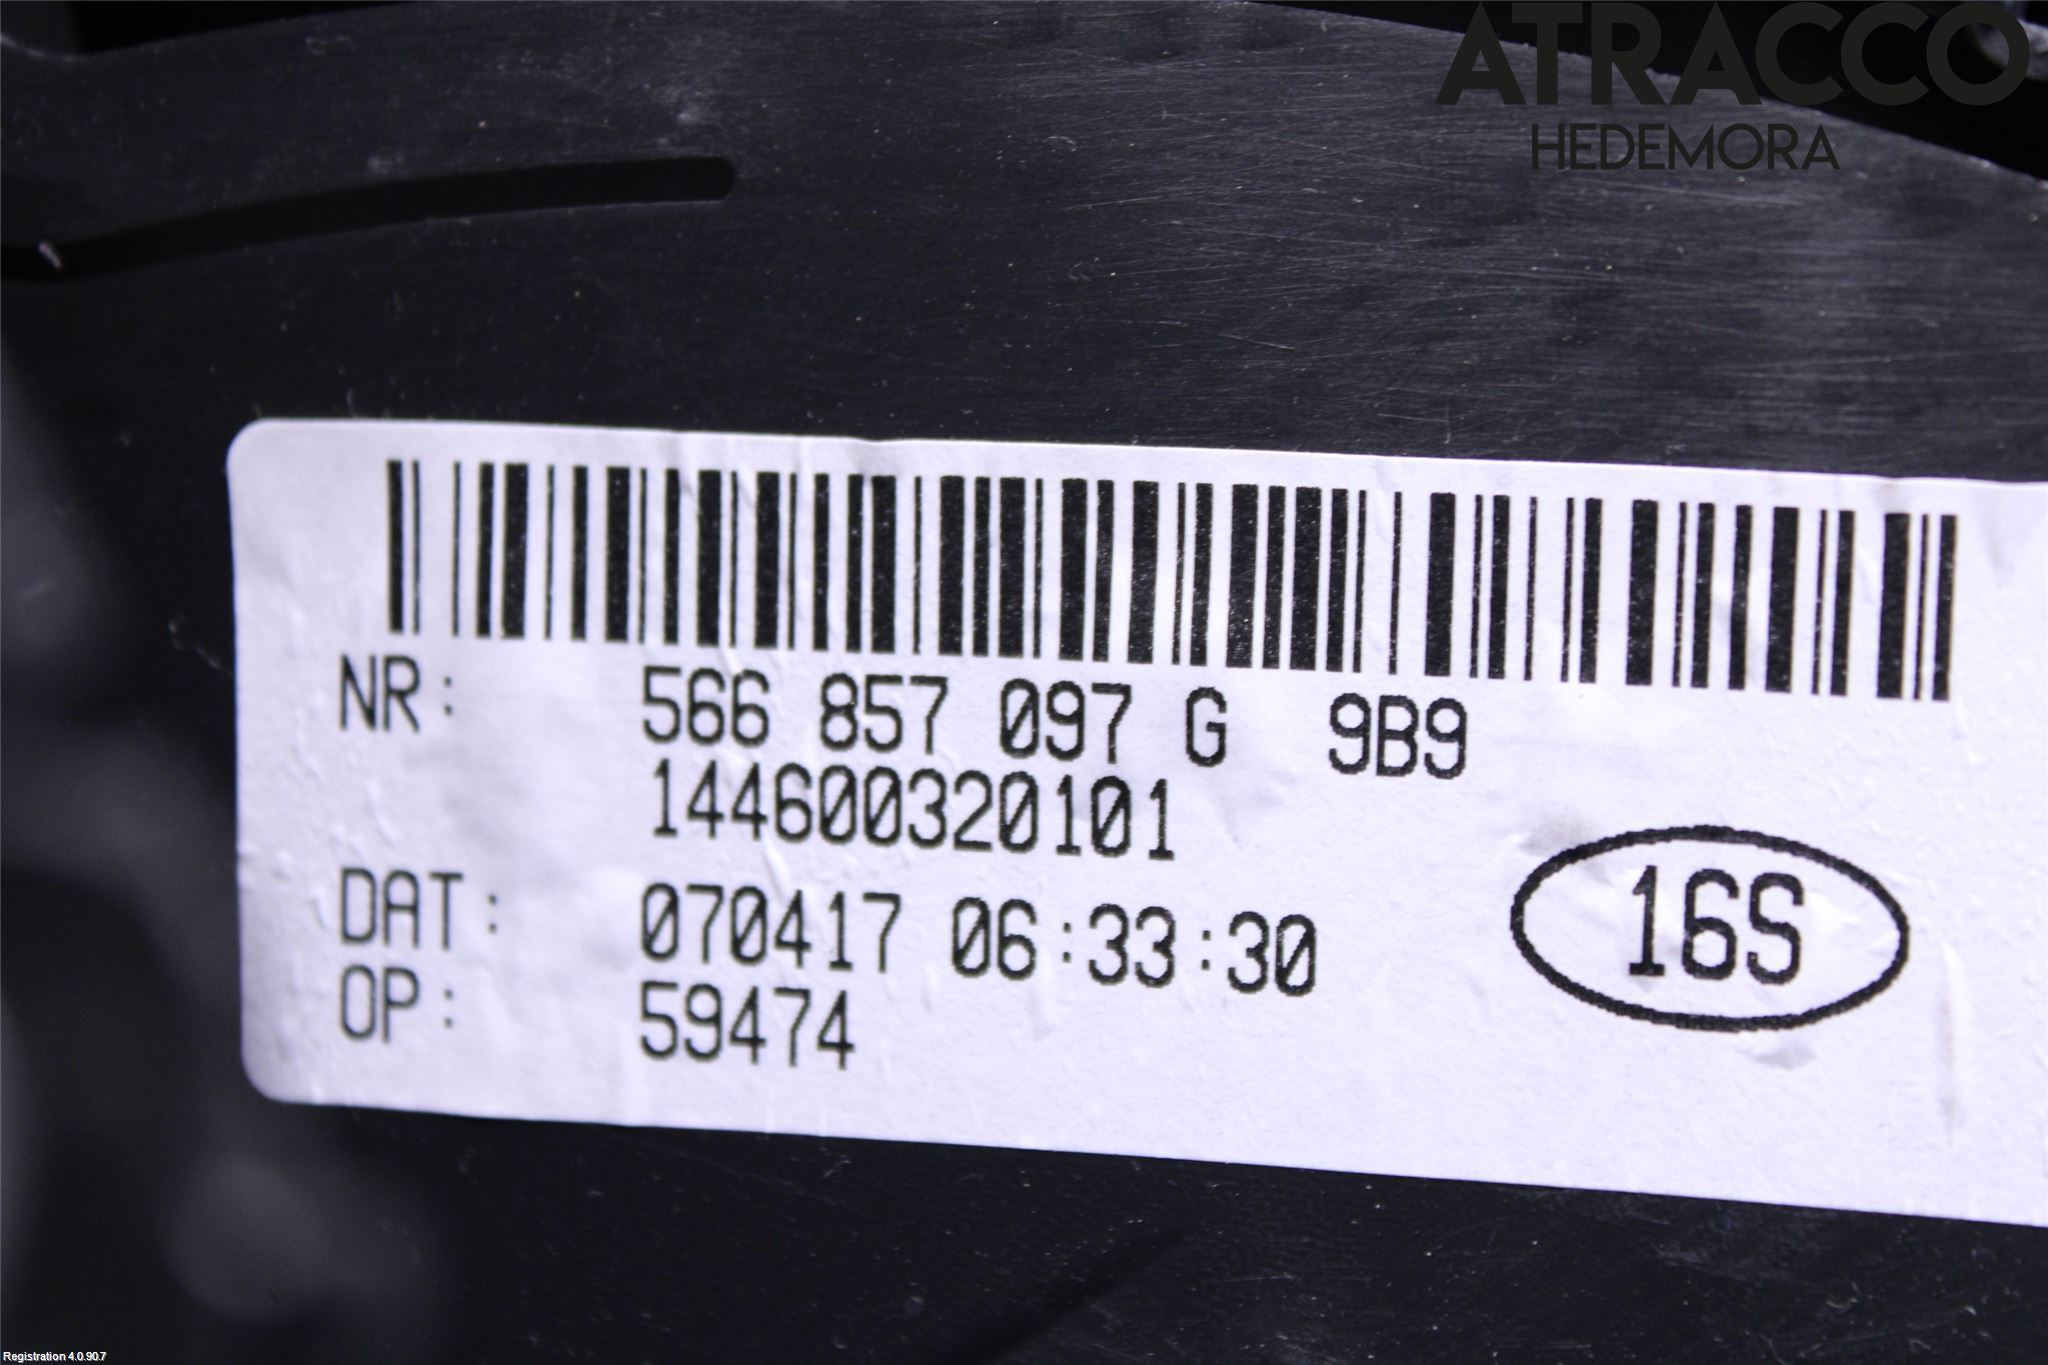 ATRACCO
HEDEMORA
NR: 566 857 097 G 9B9
144600320101
DAT: 070417 06:33:30
OP: 59474
16S
Registration 4.0.90.7